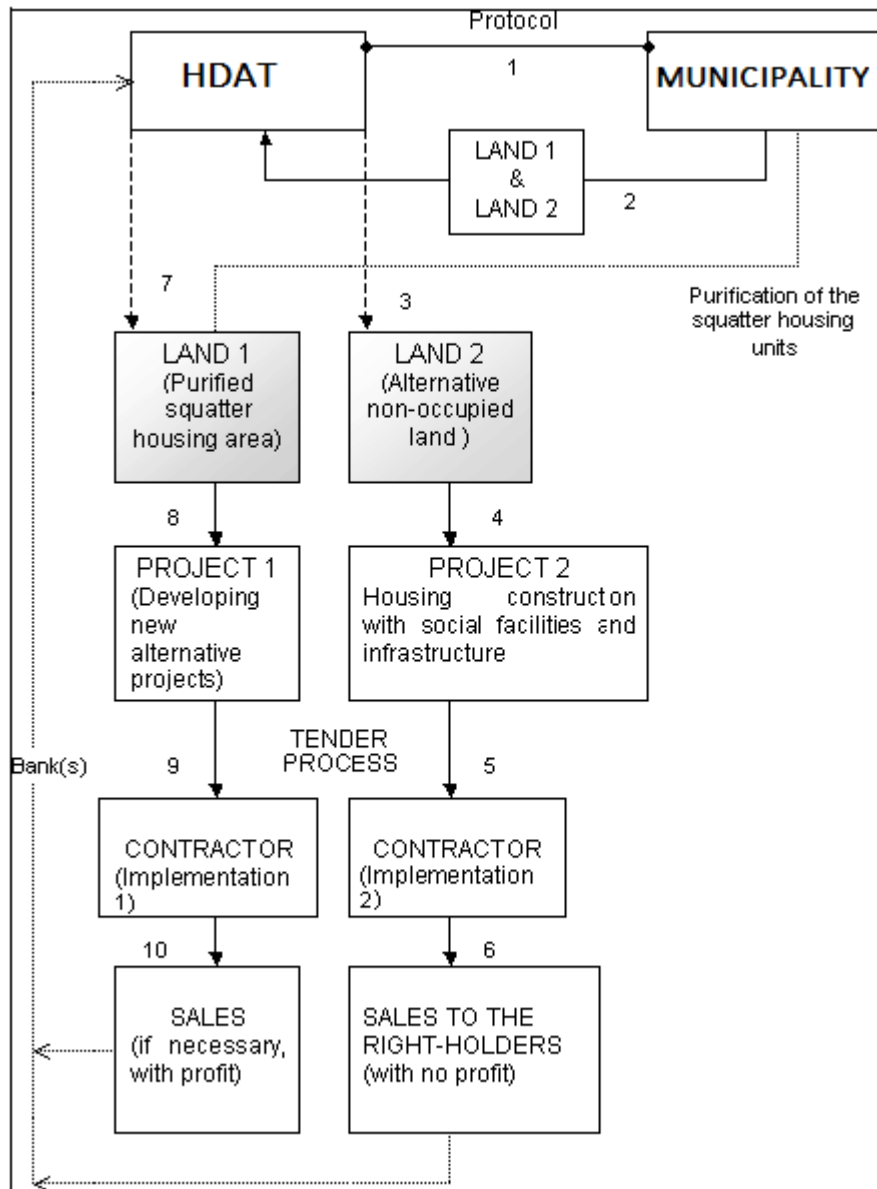 Protocol
HDAT
1
MUNICIPALITY
LAND 1
&
LAND 2
2
7
3
Purification of the
squatter housing
units
LAND 1
(Purified
squatter
housing area)
LAND 2
(Alternative
non-occupied
land )
8
4
PROJECT 1
(Developing
new
alternative
projects)
PROJECT 2
Housing construction
with social facilities and
infrastructure
TENDER
PROCESS
Bank(s)
9
5
CONTRACTOR
(Implementation
1)
CONTRACTOR
(Implementation
2)
10
6
SALES
(if necessary,
with profit)
SALES TO THE
RIGHT-HOLDERS
(with no profit)